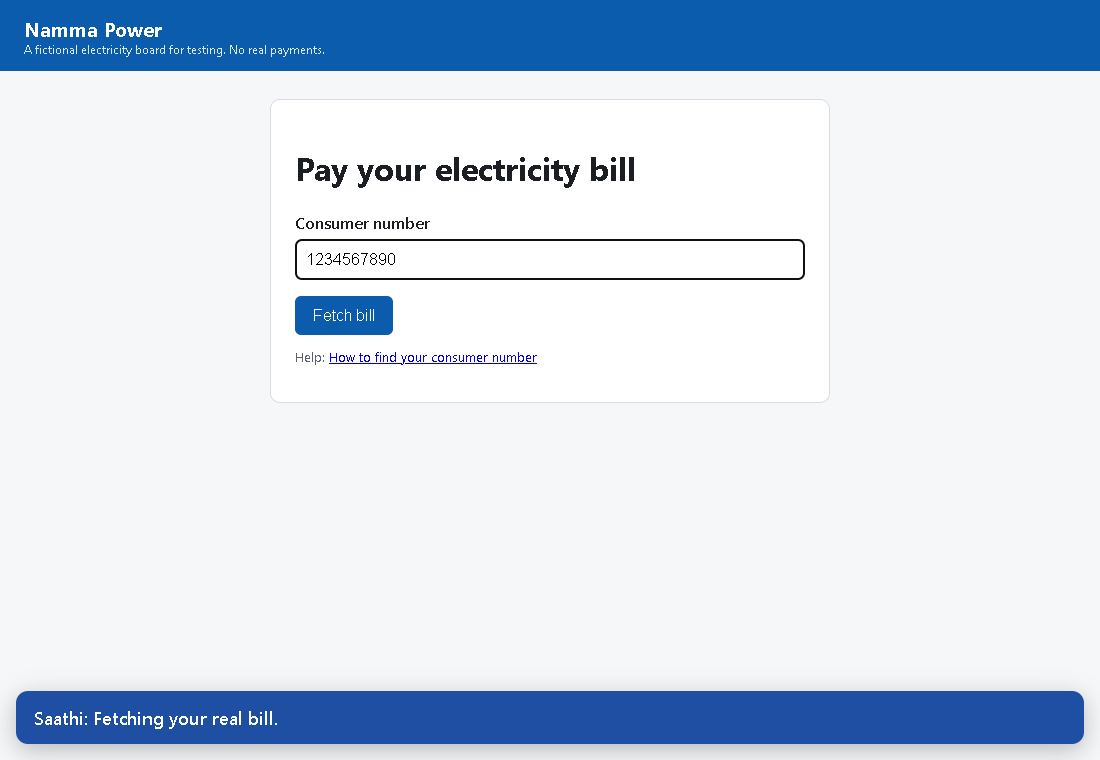 Namma Power
A fictional electricity board for testing. No real payments.
Pay your electricity bill
Consumer number
1234567890
Fetch bill
Help: How to find your consumer number
Saathi: Fetching your real bill.